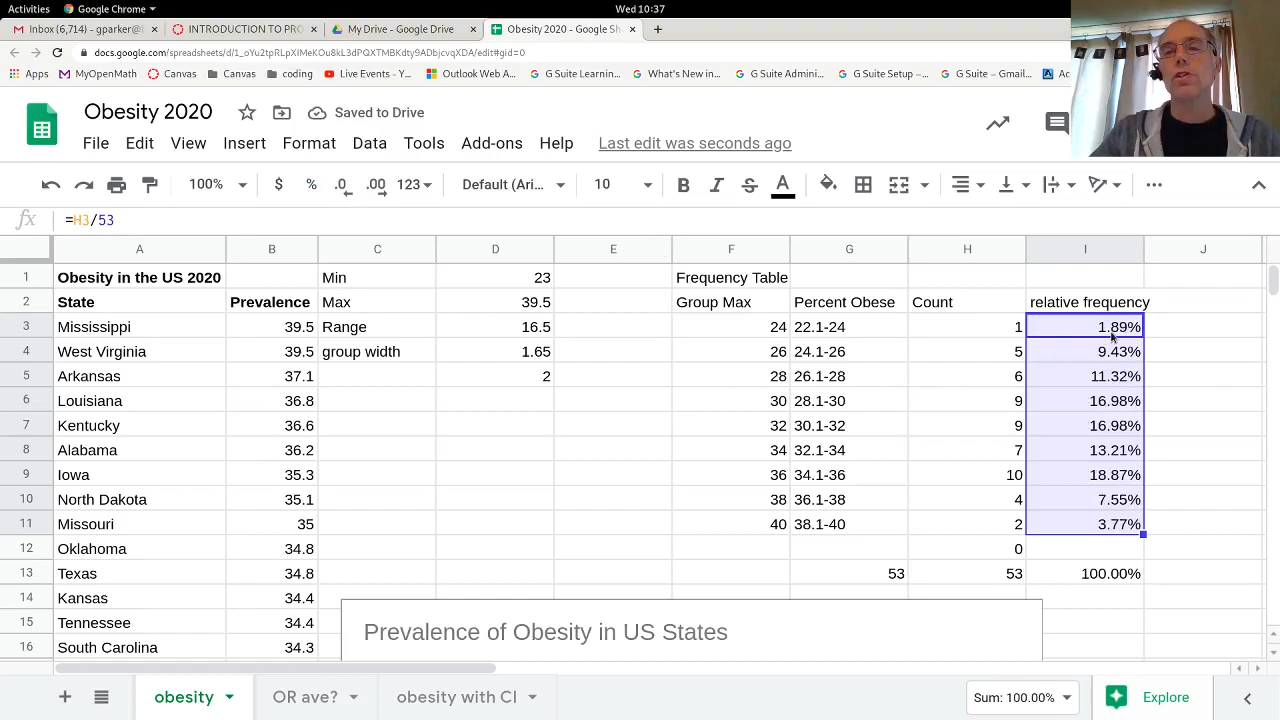 Activities Google Chrome Wed 10:37
Inbox (6,714) - gparker@ INTRODUCTION TO PRO My Drive - Google Drive Obesity 2020 - Google Sh
docs.google.com/spreadsheets/d/1_oYu2tpRLpXIMeKOu8kL3dPQXTMBKdty9ADbjcvqXDA/edit#gid=0
Apps MyOpenMath Canvas Canvas coding Live Events - Y… Outlook Web A… G Suite Learnin… What's New in… G Suite Admini… G Suite Setup –… G Suite – Gmail…
Obesity 2020 Saved to Drive
File Edit View Insert Format Data Tools Add-ons Help Last edit was seconds ago
100% $ % .0 .00 123 Default (Ari… 10 B I S A
fx =H3/53
A B C D E F G H I J
1 Obesity in the US 2020 Min 23 Frequency Table
2 State Prevalence Max 39.5 Group Max Percent Obese Count relative frequency
3 Mississippi 39.5 Range 16.5 24 22.1-24 1 1.89%
4 West Virginia 39.5 group width 1.65 26 24.1-26 5 9.43%
5 Arkansas 37.1 2 28 26.1-28 6 11.32%
6 Louisiana 36.8 30 28.1-30 9 16.98%
7 Kentucky 36.6 32 30.1-32 9 16.98%
8 Alabama 36.2 34 32.1-34 7 13.21%
9 Iowa 35.3 36 34.1-36 10 18.87%
10 North Dakota 35.1 38 36.1-38 4 7.55%
11 Missouri 35 40 38.1-40 2 3.77%
12 Oklahoma 34.8 0
13 Texas 34.8 53 53 100.00%
14 Kansas 34.4
15 Tennessee 34.4 Prevalence of Obesity in US States
16 South Carolina 34.3
obesity OR ave? obesity with CI Sum: 100.00% Explore